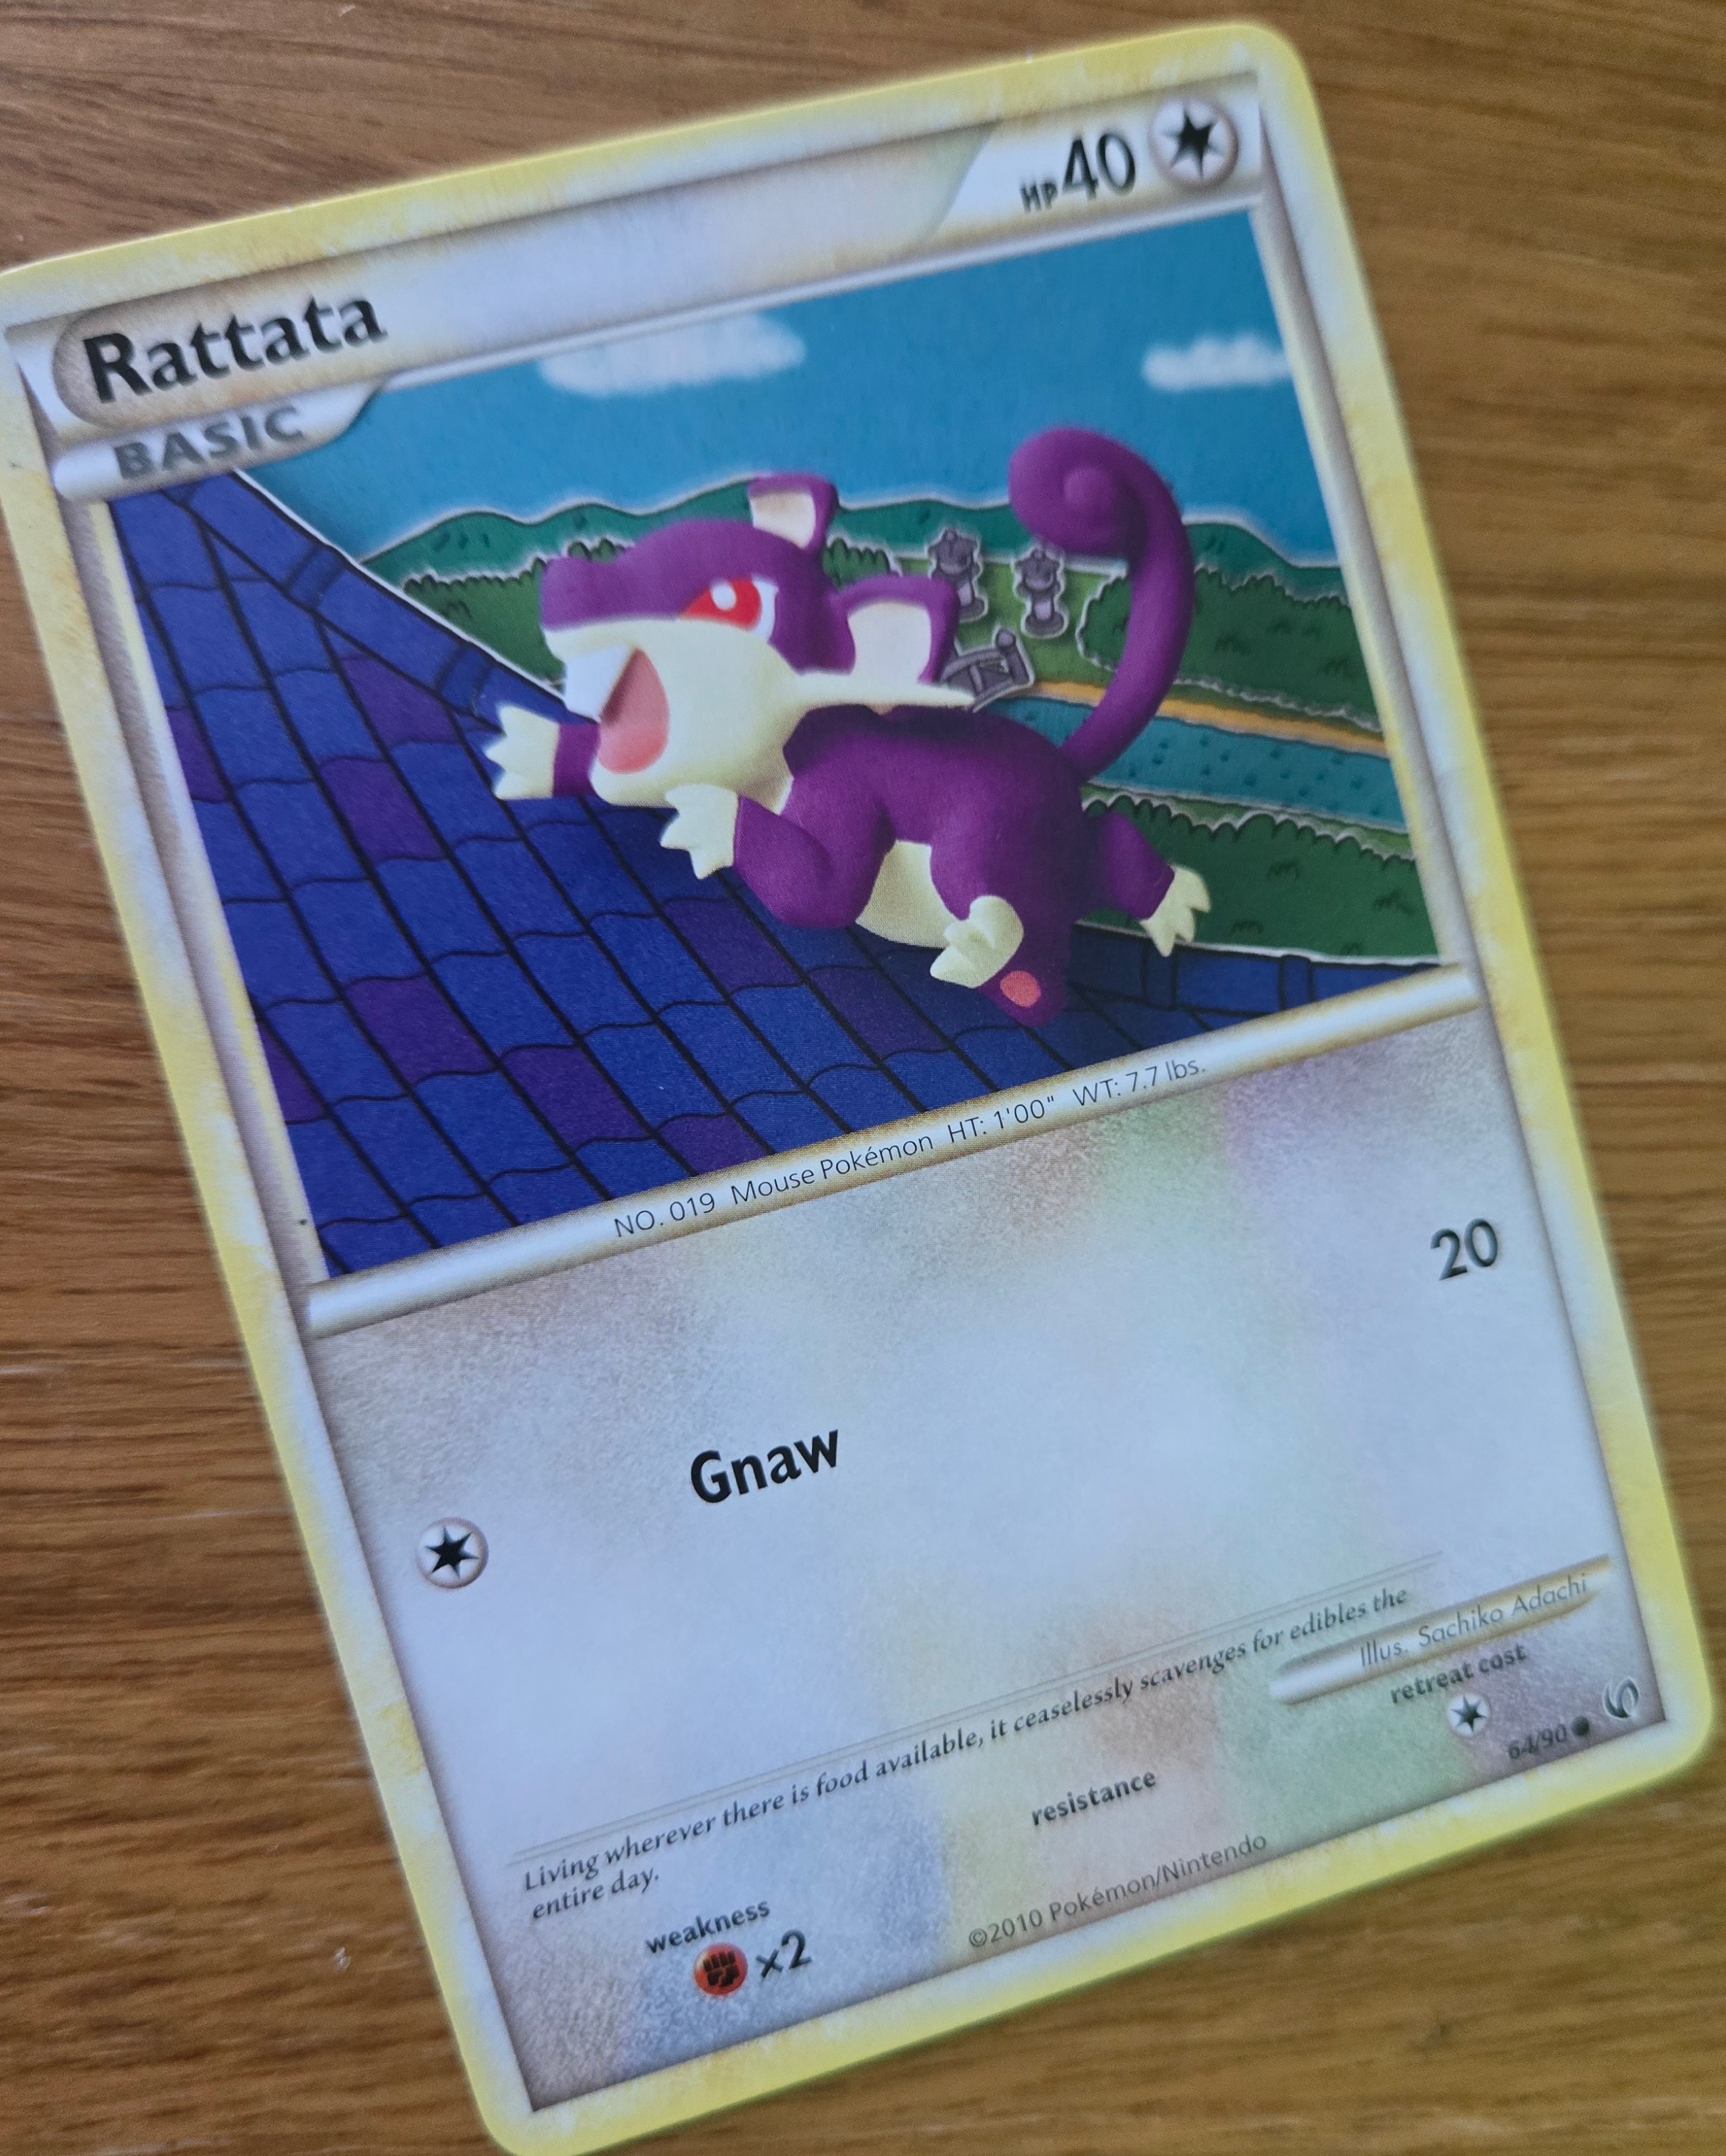 Rattata
HP 40
BASIC
NO. 019 Mouse Pokémon HT: 1'00" WT: 7.7 lbs.
Gnaw
20
Living wherever there is food available, it ceaselessly scavenges for edibles the
entire day.
Illus. Sachiko Adachi
weakness
×2
resistance
retreat cost
©2010 Pokémon/Nintendo
64/90